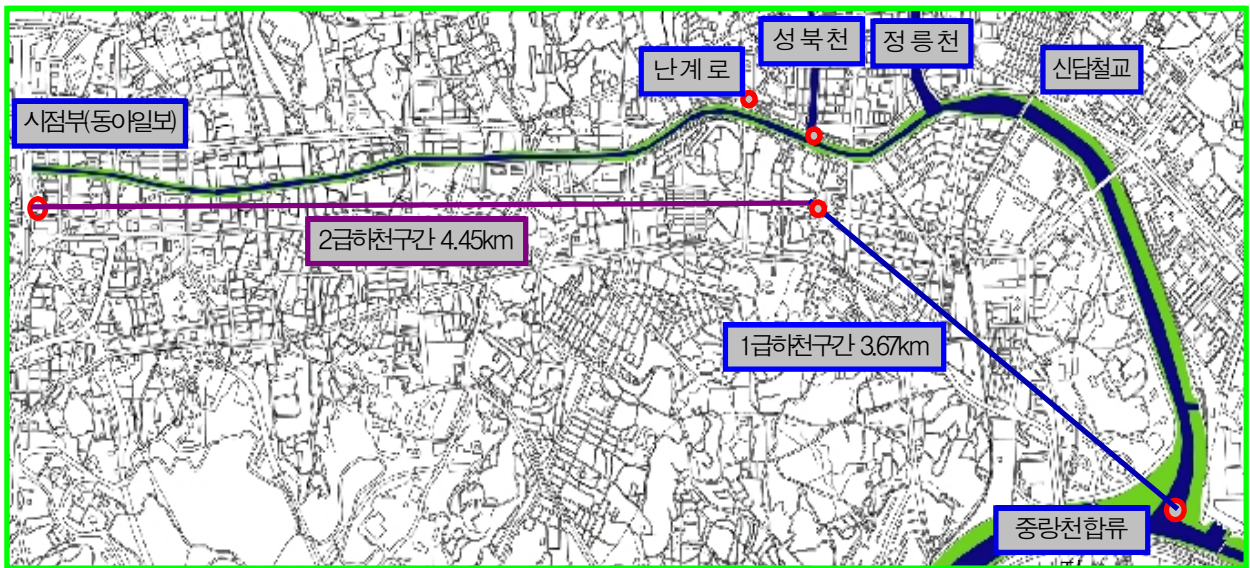 성북천
정릉천
난계로
신답철교
시점부(동아일보)
2급하천구간 4.45km
1급하천구간 3.67km
중랑천합류